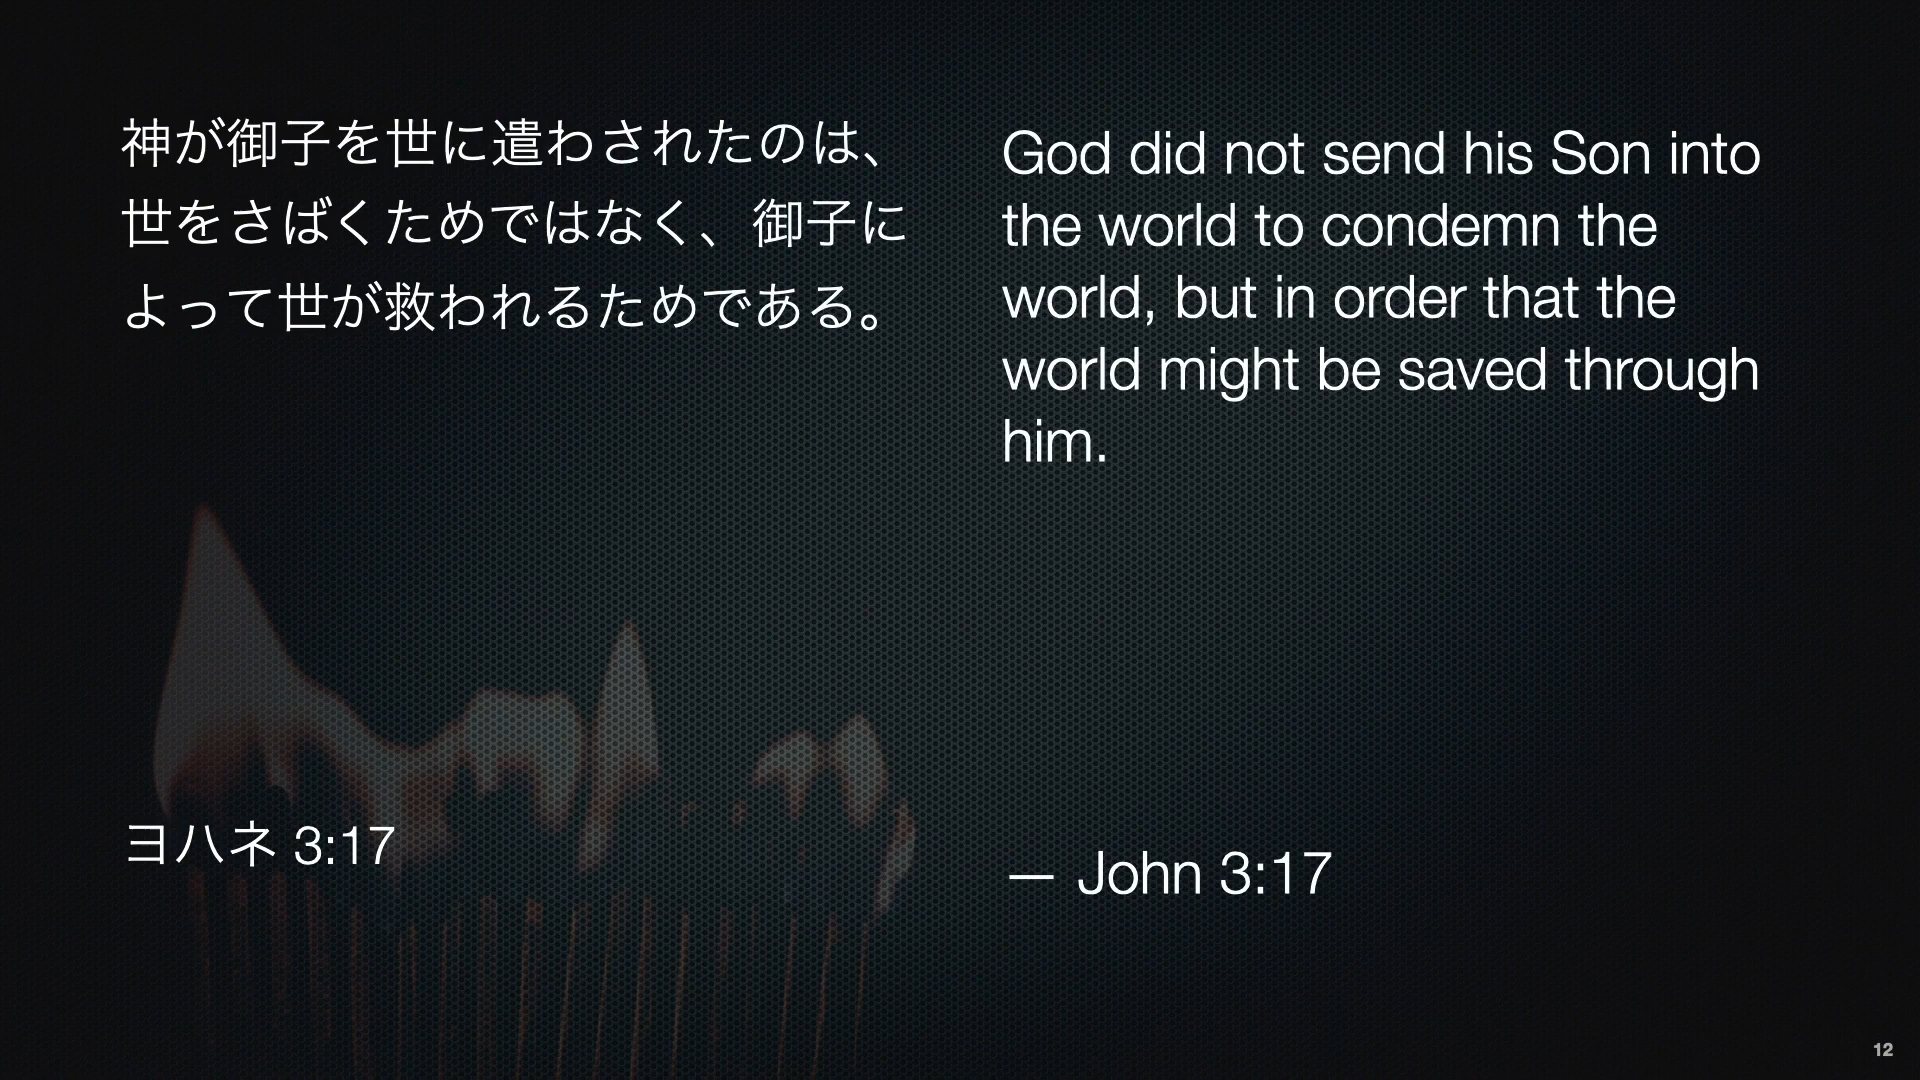 神が御子を世に遣わされたのは、
世をさばくためではなく、御子に
よって世が救われるためである。
ヨハネ 3:17
God did not send his Son into
the world to condemn the
world, but in order that the
world might be saved through
him.
— John 3:17
12